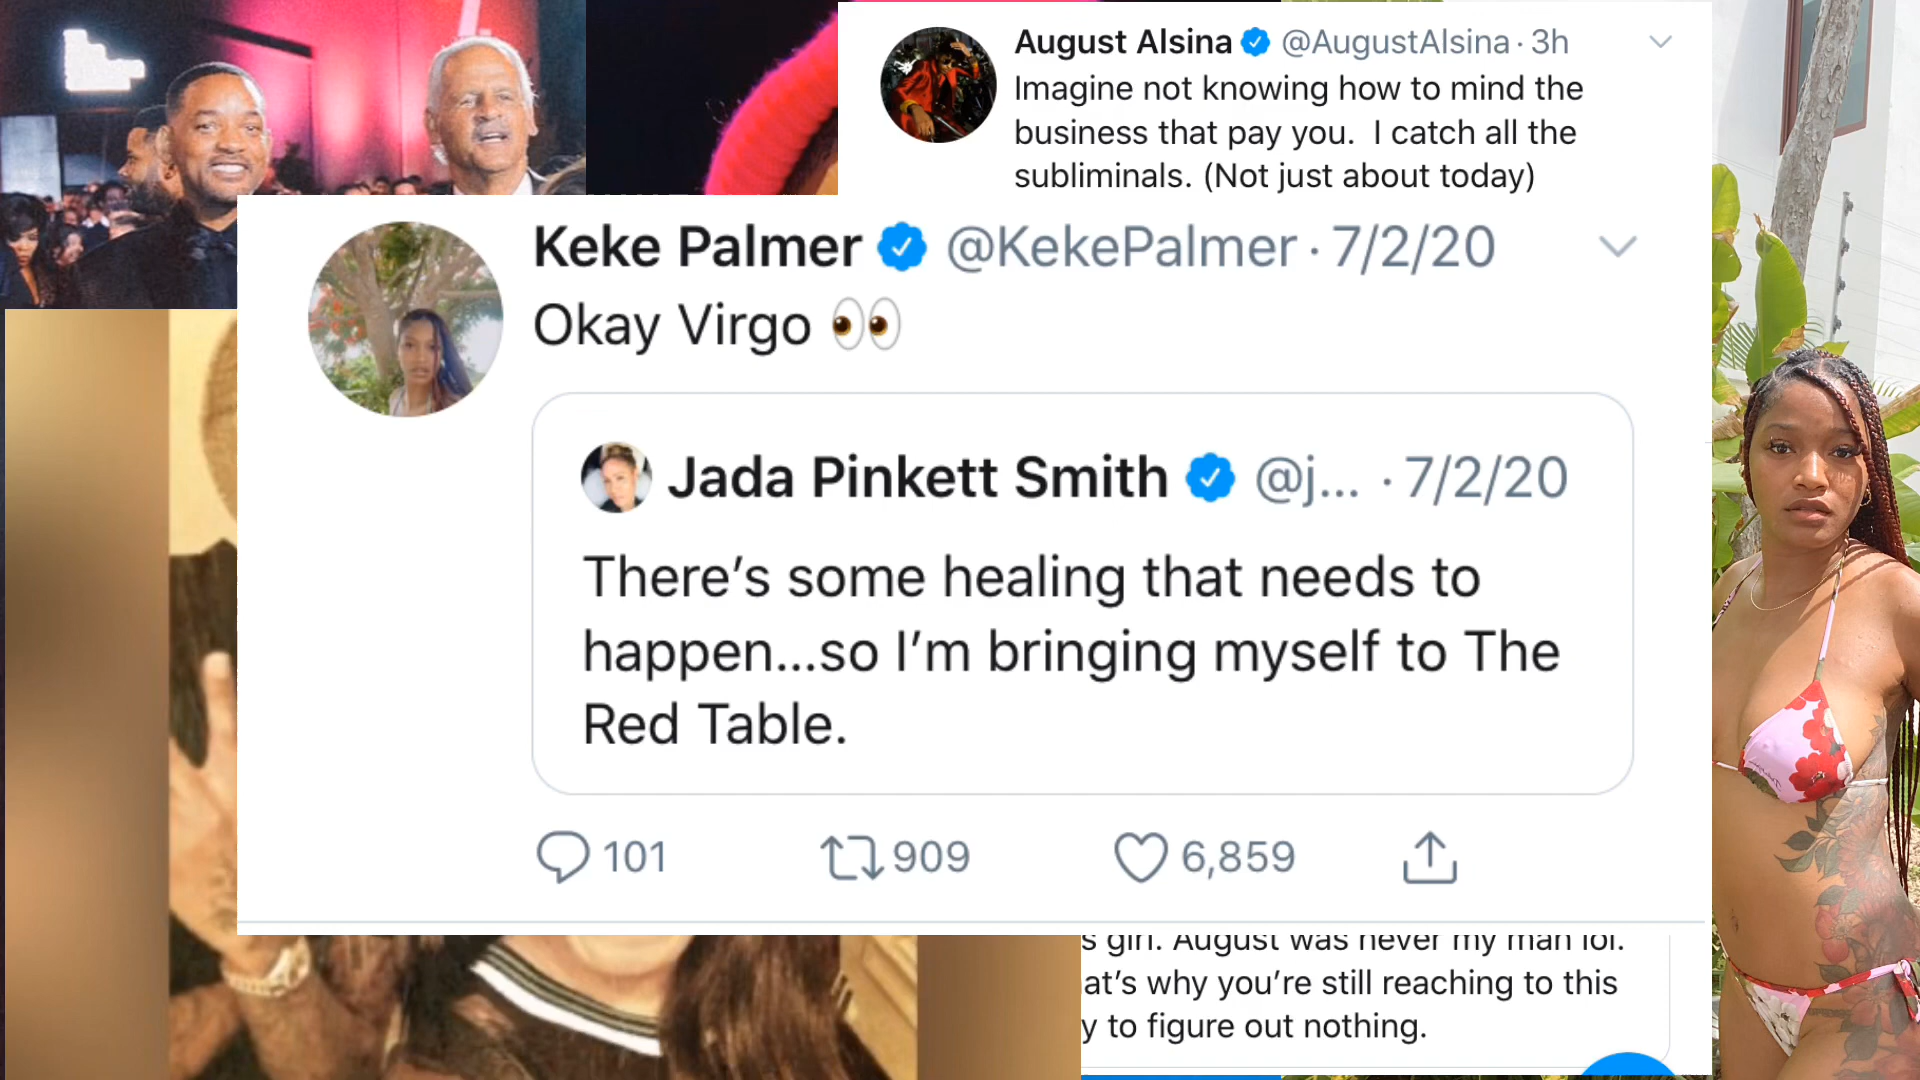 August Alsina @AugustAlsina · 3h
Imagine not knowing how to mind the
business that pay you. I catch all the
subliminals. (Not just about today)
Keke Palmer @KekePalmer · 7/2/20
Okay Virgo 👀
Jada Pinkett Smith @j... · 7/2/20
There's some healing that needs to
happen...so I'm bringing myself to The
Red Table.
101 909 6,859
s girl. August was never my man lol.
at's why you're still reaching to this
y to figure out nothing.